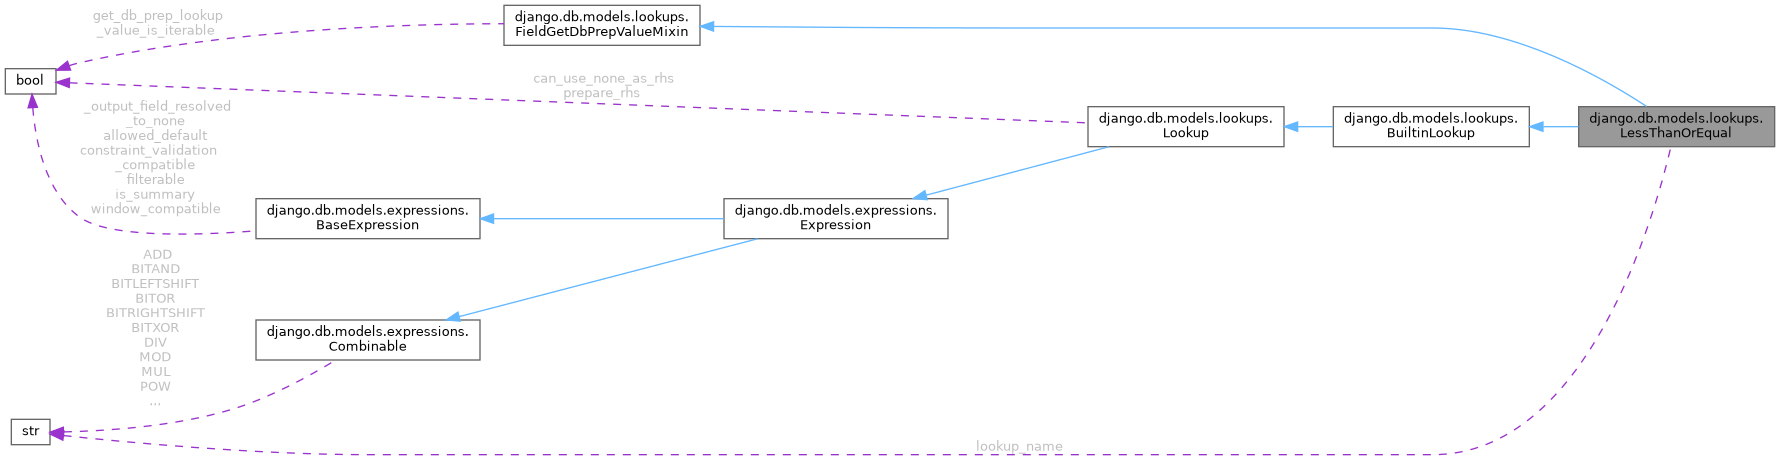 get_db_prep_lookup
_value_is_iterable
django.db.models.lookups.
FieldGetDbPrepValueMixin
bool
can_use_none_as_rhs
prepare_rhs
_output_field_resolved
_to_none
allowed_default
constraint_validation
_compatible
filterable
is_summary
window_compatible
django.db.models.lookups.
Lookup
django.db.models.lookups.
BuiltinLookup
django.db.models.lookups.
LessThanOrEqual
django.db.models.expressions.
BaseExpression
django.db.models.expressions.
Expression
ADD
BITAND
BITLEFTSHIFT
BITOR
BITRIGHTSHIFT
BITXOR
DIV
MOD
MUL
POW
...
django.db.models.expressions.
Combinable
str
lookup_name